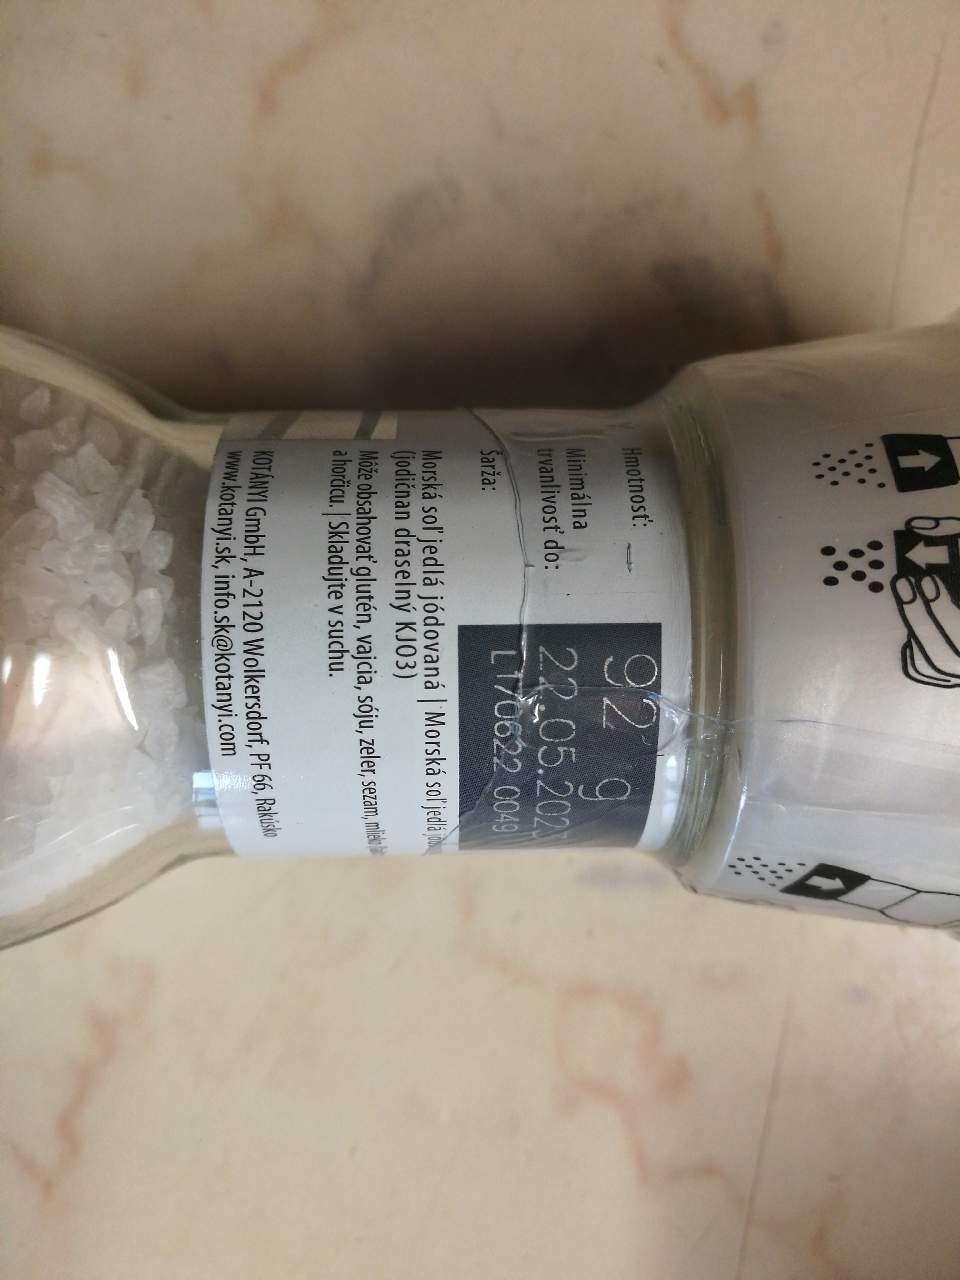 Hmotnosť: 92 g
Minimálna
trvanlivosť do: 22.05.202
Šarža: L170622 0049
Morská soľ jedlá jódovaná | Morská soľ jedlá
(jodičnan draselný KJ03)
Môže obsahovať glutén, vajcia, sóju, zeler, sezam, mlieko
a horčicu. | Skladujte v suchu.
KOTÁNYI GmbH, A-2120 Wolkersdorf, PF 66, Rakúsko
www.kotanyi.sk, info.sk@kotanyi.com